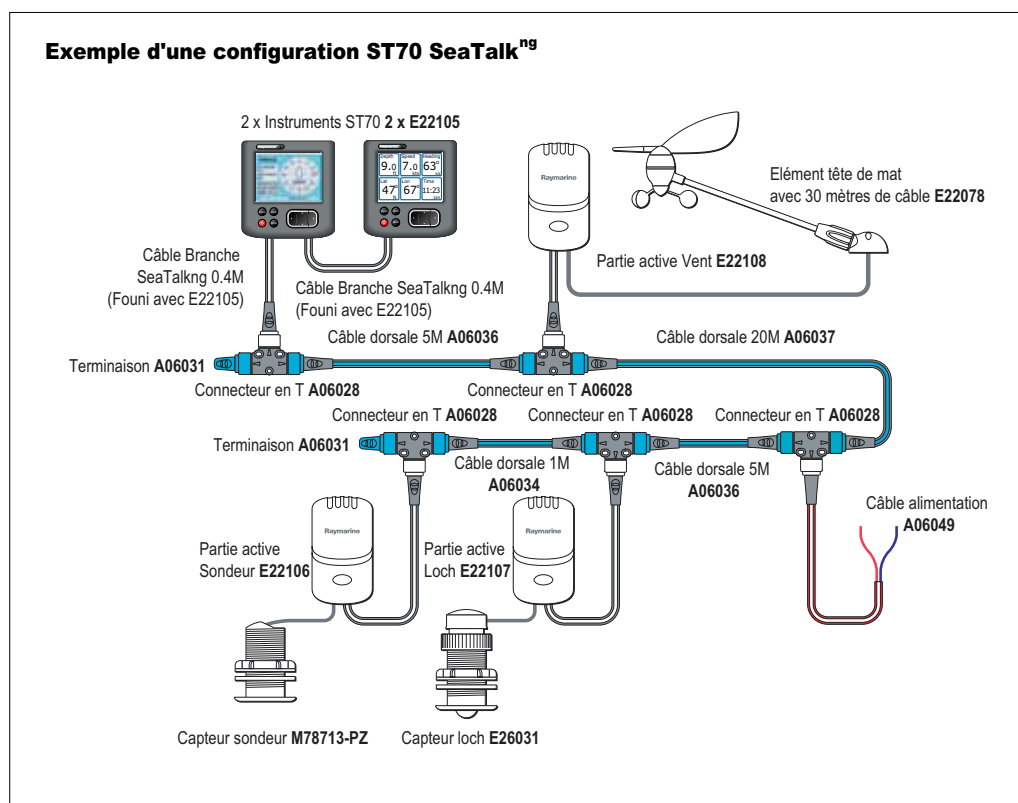 Exemple d'une configuration ST70 SeaTalkng
2 x Instruments ST70 2 x E22105
Depth
9.0
ft
Speed
7.0
kts
Heading
63°
Lat
47°
N
Lon
67°
Time
11:23
Raymarine
Elément tête de mat
avec 30 mètres de câble E22078
Partie active Vent E22108
Câble Branche
SeaTalkng 0.4M
(Founi avec E22105)
Câble Branche SeaTalkng 0.4M
(Founi avec E22105)
Câble dorsale 5M A06036
Câble dorsale 20M A06037
Terminaison A06031
Connecteur en T A06028
Connecteur en T A06028
Connecteur en T A06028
Connecteur en T A06028
Connecteur en T A06028
Terminaison A06031
Câble dorsale 1M
A06034
Câble dorsale 5M
A06036
Câble alimentation
A06049
Raymarine
Partie active
Sondeur E22106
Raymarine
Partie active
Loch E22107
Capteur sondeur M78713-PZ
Capteur loch E26031